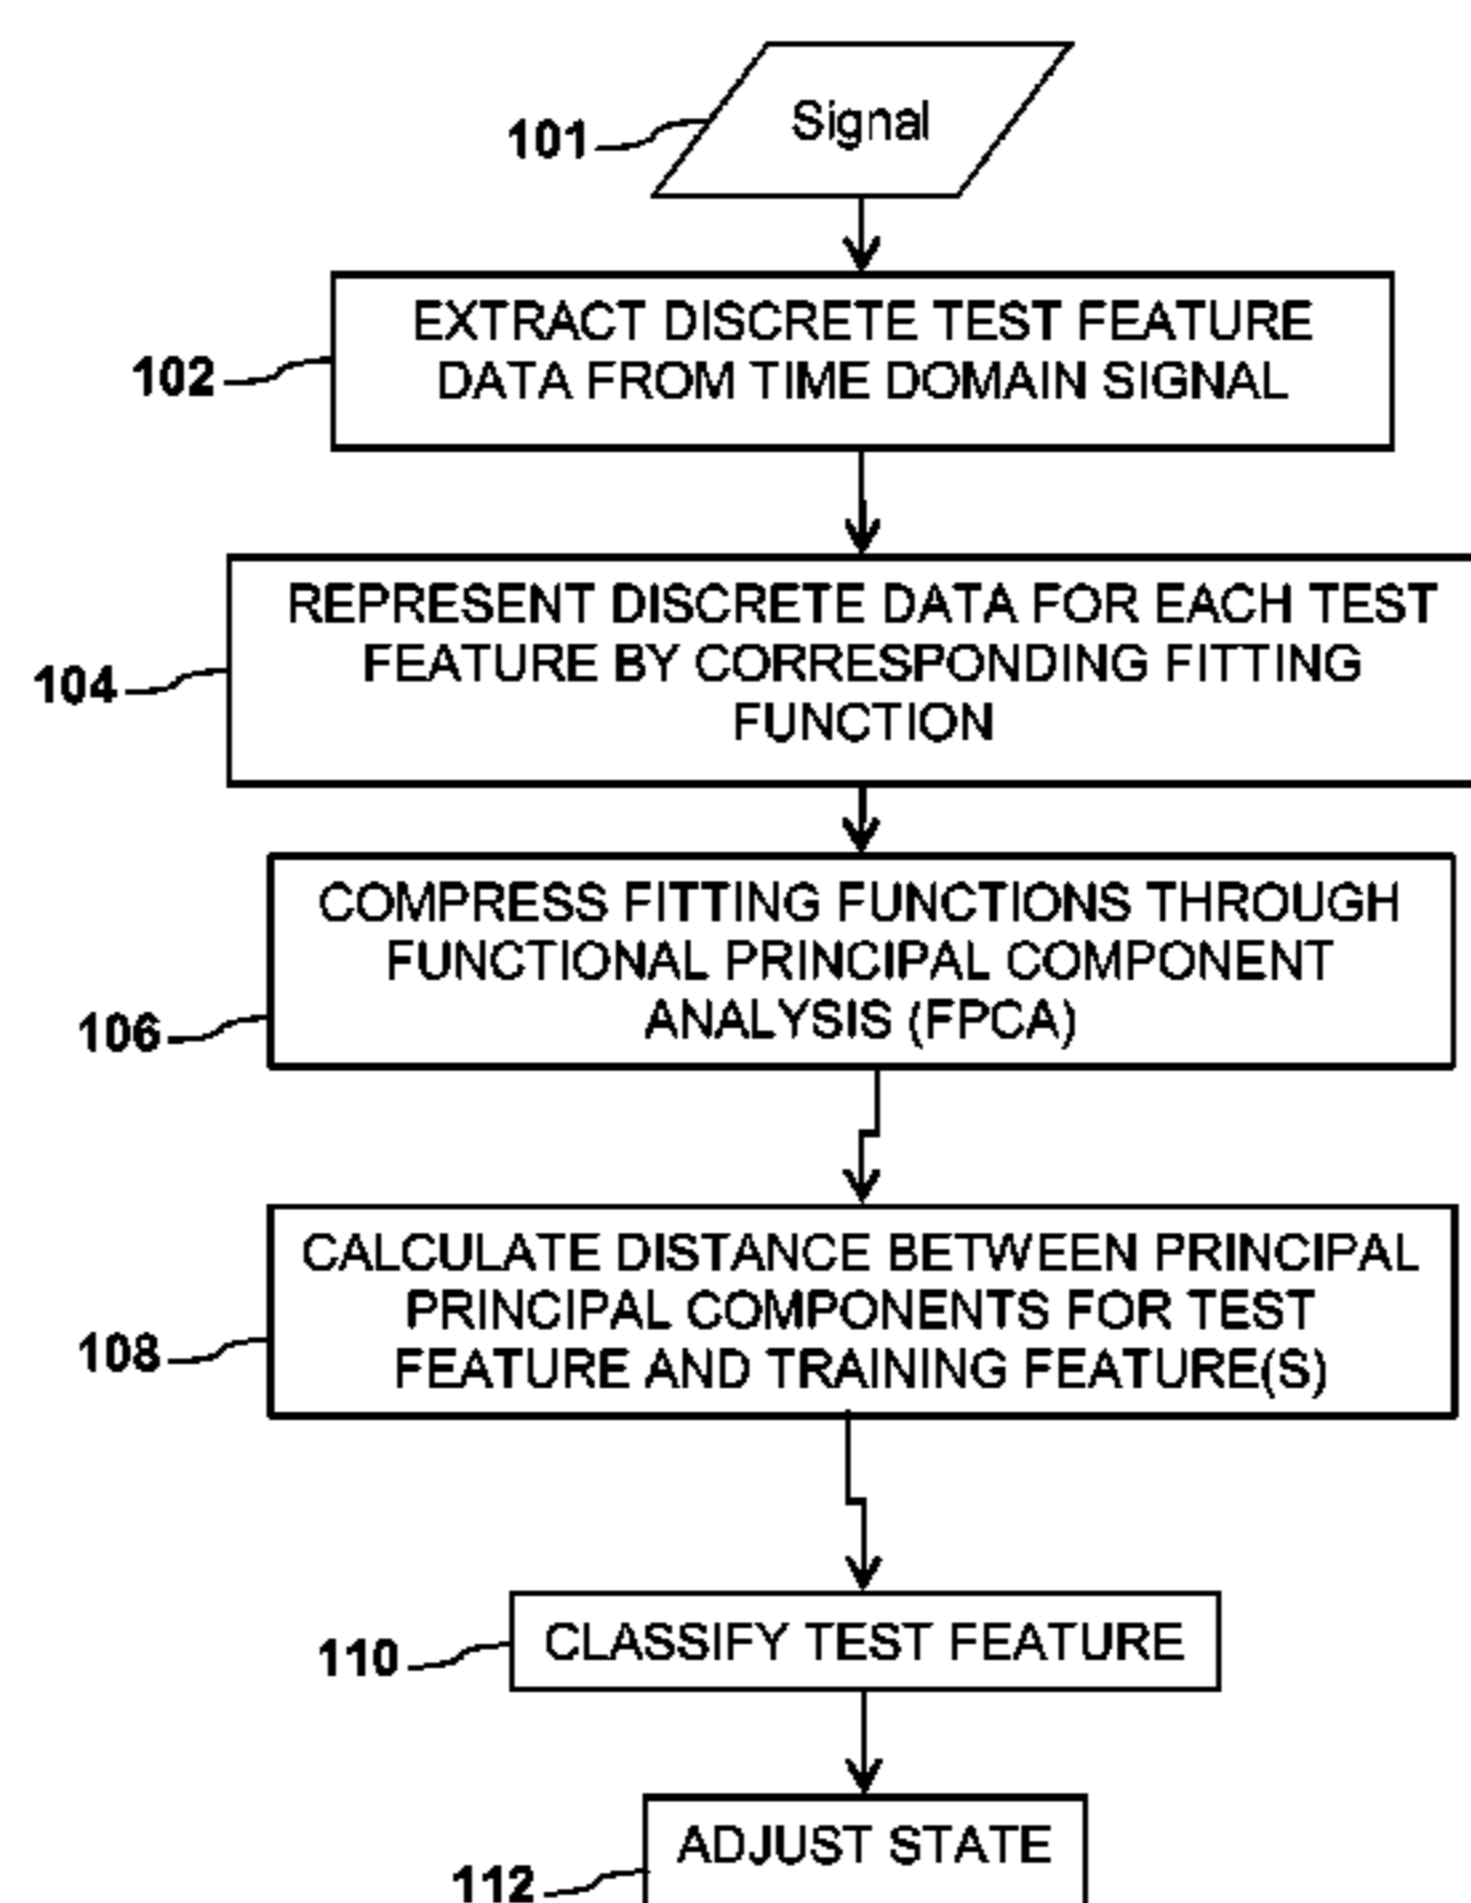 Signal
101
EXTRACT DISCRETE TEST FEATURE
DATA FROM TIME DOMAIN SIGNAL
102
REPRESENT DISCRETE DATA FOR EACH TEST
FEATURE BY CORRESPONDING FITTING
104
FUNCTION
COMPRESS FITTING FUNCTIONS THROUGH
FUNCTIONAL PRINCIPAL COMPONENT
ANALYSIS (FPCA)
106
CALCULATE DISTANCE BETWEEN PRINCIPAL
PRINCIPAL COMPONENTS FOR TEST
108
FEATURE AND TRAINING FEATURE(S)
110
CLASSIFY TEST FEATURE
ADJUST STATE
112